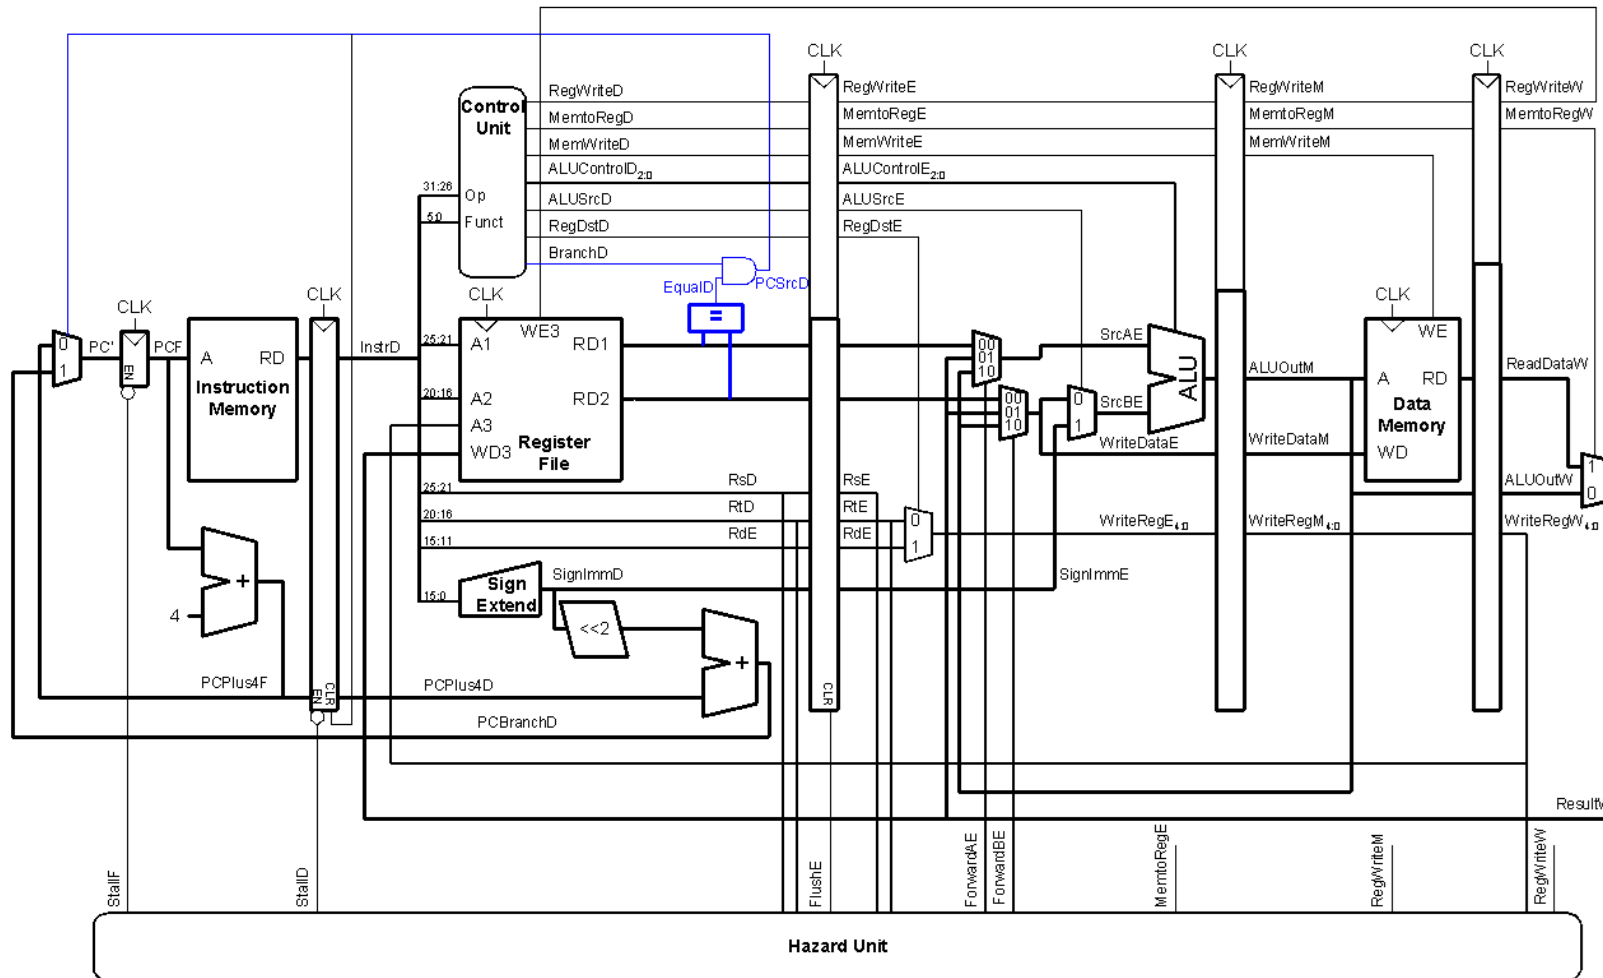 CLK
CLK
CLK
RegWriteD
RegWriteE
RegWriteM
RegWriteW
Control
Unit
MemtoRegD
MemtoRegE
MemtoRegM
MemtoRegW
MemWriteD
MemWriteE
MemWriteM
ALUControlD2:0
ALUControlE2:0
31:26
Op
ALUSrcD
ALUSrcE
5:0
Funct
RegDstD
RegDstE
BranchD
EqualD
PCSrcD
CLK
CLK
CLK
CLK
=
WE3
WE
0
1
PC'
EN
PCF
A
RD
Instruction
Memory
InstrD
25:21
A1
RD1
00
01
10
SrcAE
ALU
ALUOutM
A
RD
Data
Memory
ReadDataW
20:16
A2
RD2
00
01
10
0
1
SrcBE
A3
WD3
Register
File
WriteDataE
WriteDataM
WD
1
0
ALUOutW
25:21
RsD
RsE
20:16
RtD
RtE
0
1
WriteRegE4:0
WriteRegM4:0
WriteRegW4:0
15:11
RdE
RdE
SignImmD
SignImmE
Sign
Extend
15:0
+
4
<<2
+
PCPlus4F
EN
CLR
PCPlus4D
CLR
PCBranchD
ResultW
StallF
StallD
FlushE
ForwardAE
ForwardBE
MemtoRegE
RegWriteM
RegWriteW
Hazard Unit